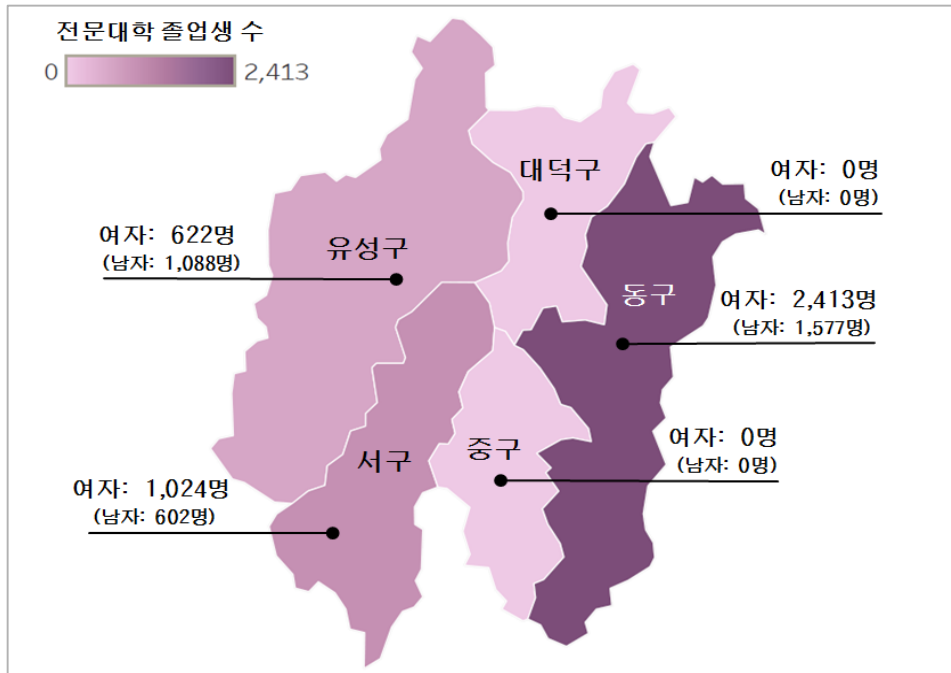 전문대학 졸업생 수
0 2,413
대덕구
여자: 0명
(남자: 0명)
여자: 622명
(남자: 1,088명)
유성구
동구
여자: 2,413명
(남자: 1,577명)
서구
중구
여자: 0명
(남자: 0명)
여자: 1,024명
(남자: 602명)